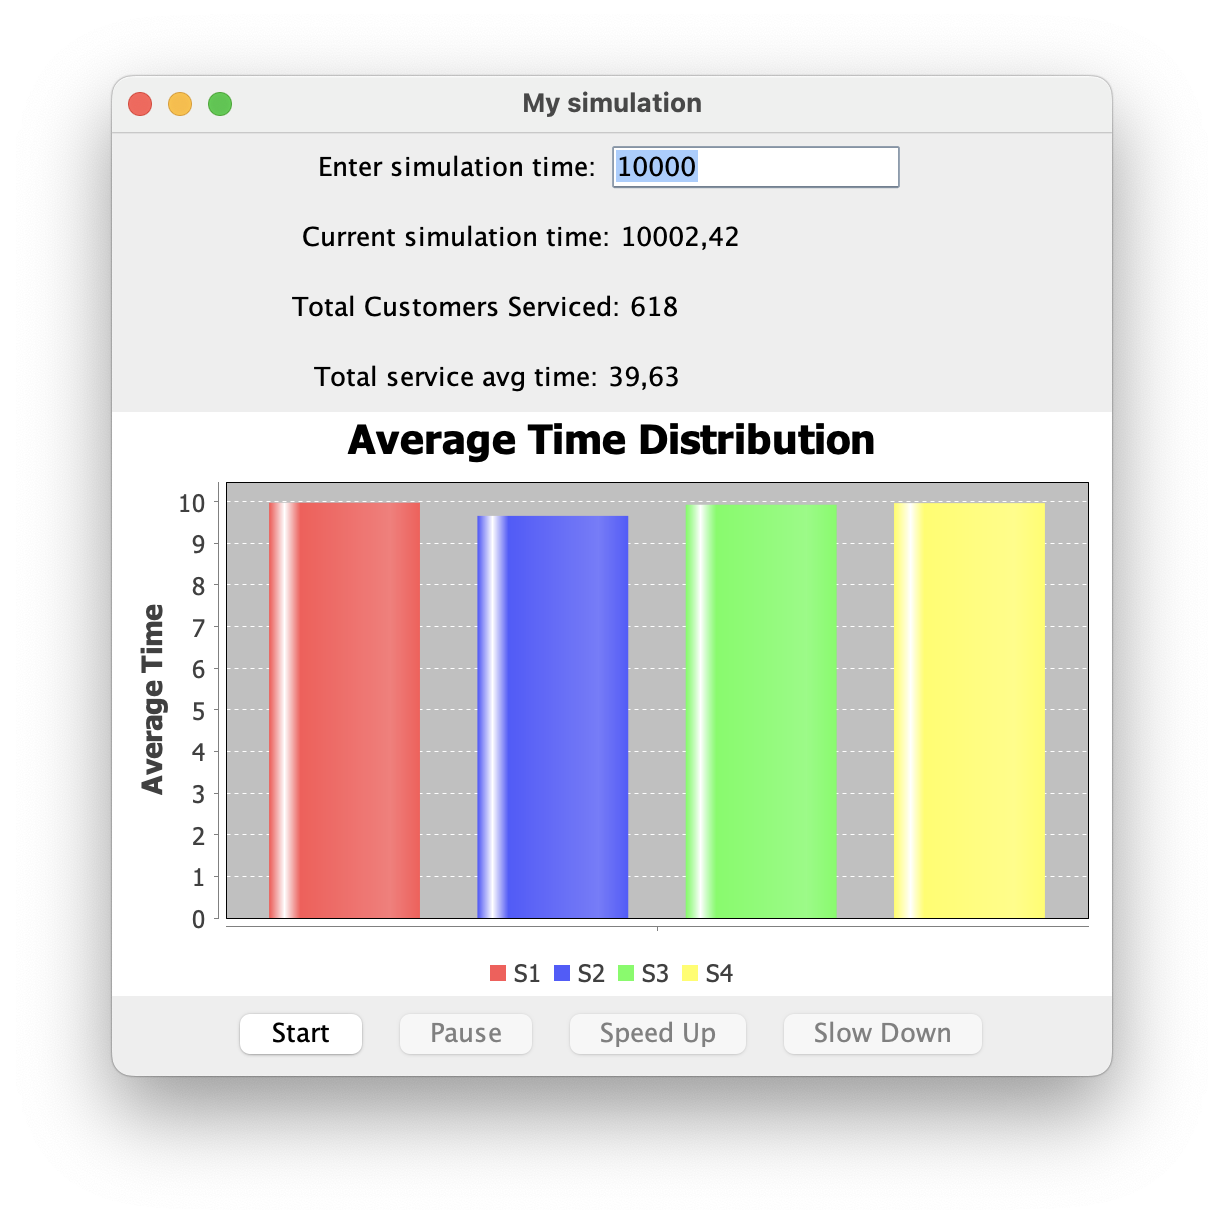 My simulation
Enter simulation time: 10000
Current simulation time: 10002,42
Total Customers Serviced: 618
Total service avg time: 39,63
Average Time Distribution
Average Time
10
9
8
7
6
5
4
3
2
1
0
S1 S2 S3 S4
Start Pause Speed Up Slow Down